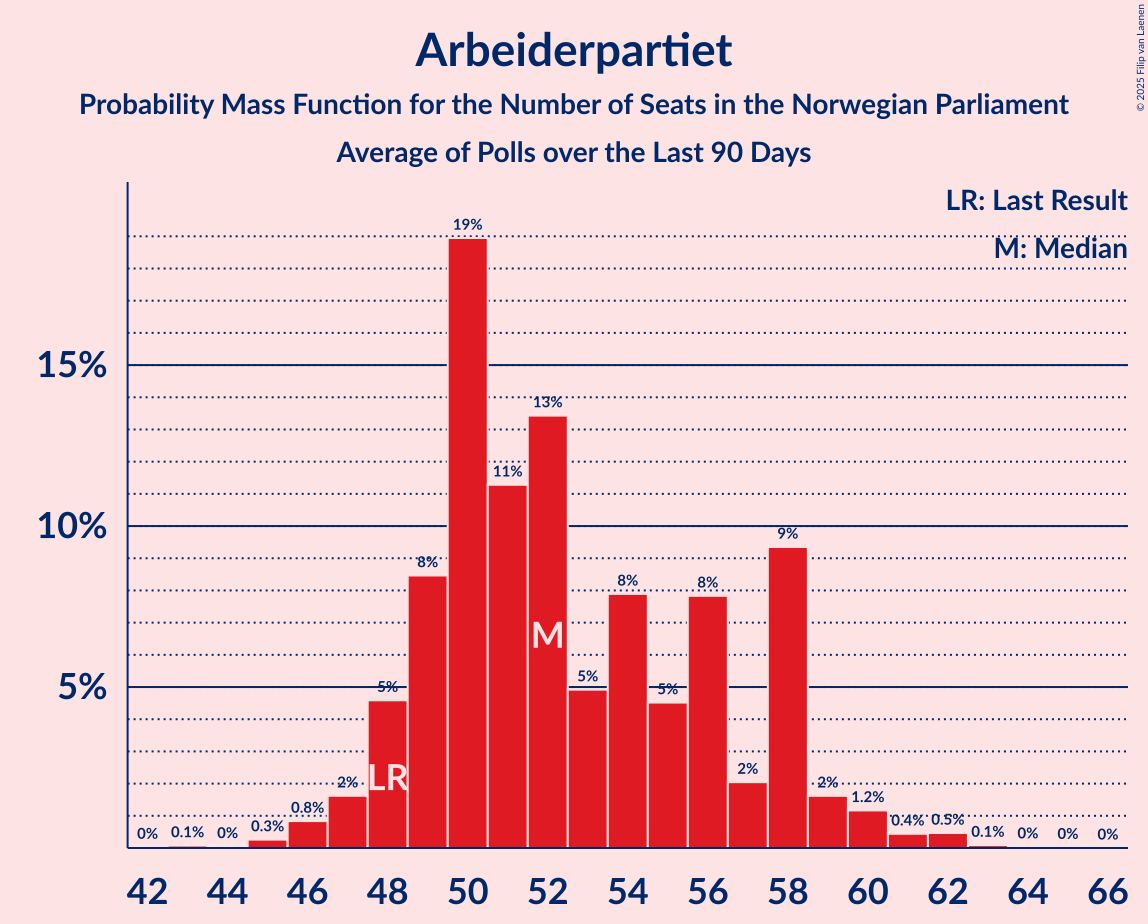 Arbeiderpartiet
Probability Mass Function for the Number of Seats in the Norwegian Parliament
Average of Polls over the Last 90 Days
© 2025 Filip van Laenen
LR: Last Result
M: Median
15%
10%
5%
0% 0.1% 0% 0.3% 0.8% 2% 5% 8% 19% 11% 13% 5% 8% 5% 8% 2% 9% 2% 1.2% 0.4% 0.5% 0.1% 0% 0% 0%
LR
M
42 44 46 48 50 52 54 56 58 60 62 64 66